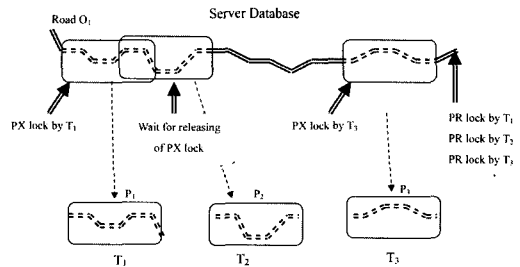 Server Database
Road O1
PX lock by T1
Wait for releasing
of PX lock
PX lock by T3
PR lock by T1
PR lock by T2
PR lock by T3
P1
P2
P3
T1
T2
T3